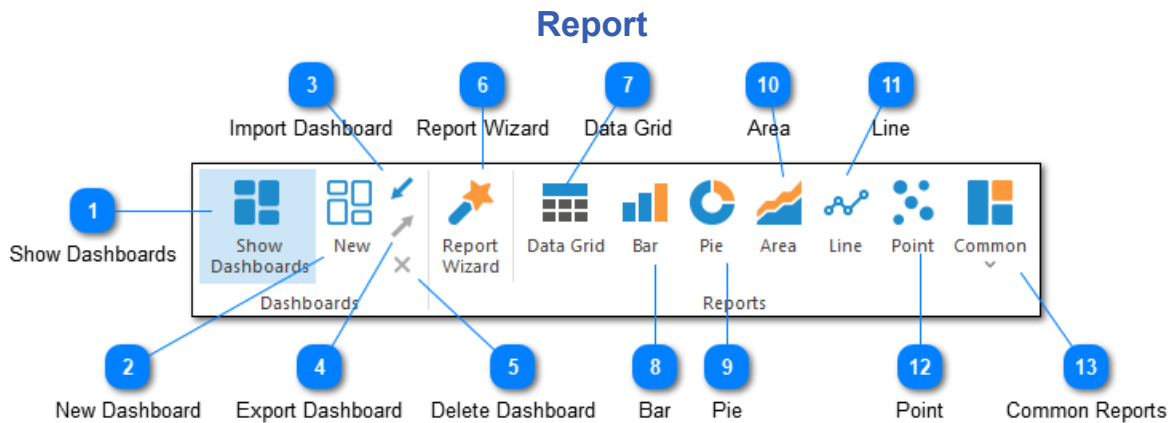 Report
3
6
7
10
11
Import Dashboard
Report Wizard
Data Grid
Area
Line
1
Show Dashboards
Show
Dashboards
New
Report
Wizard
Data Grid
Bar
Pie
Area
Line
Point
Common
Dashboards
Reports
2
4
5
8
9
12
13
New Dashboard
Export Dashboard
Delete Dashboard
Bar
Pie
Point
Common Reports